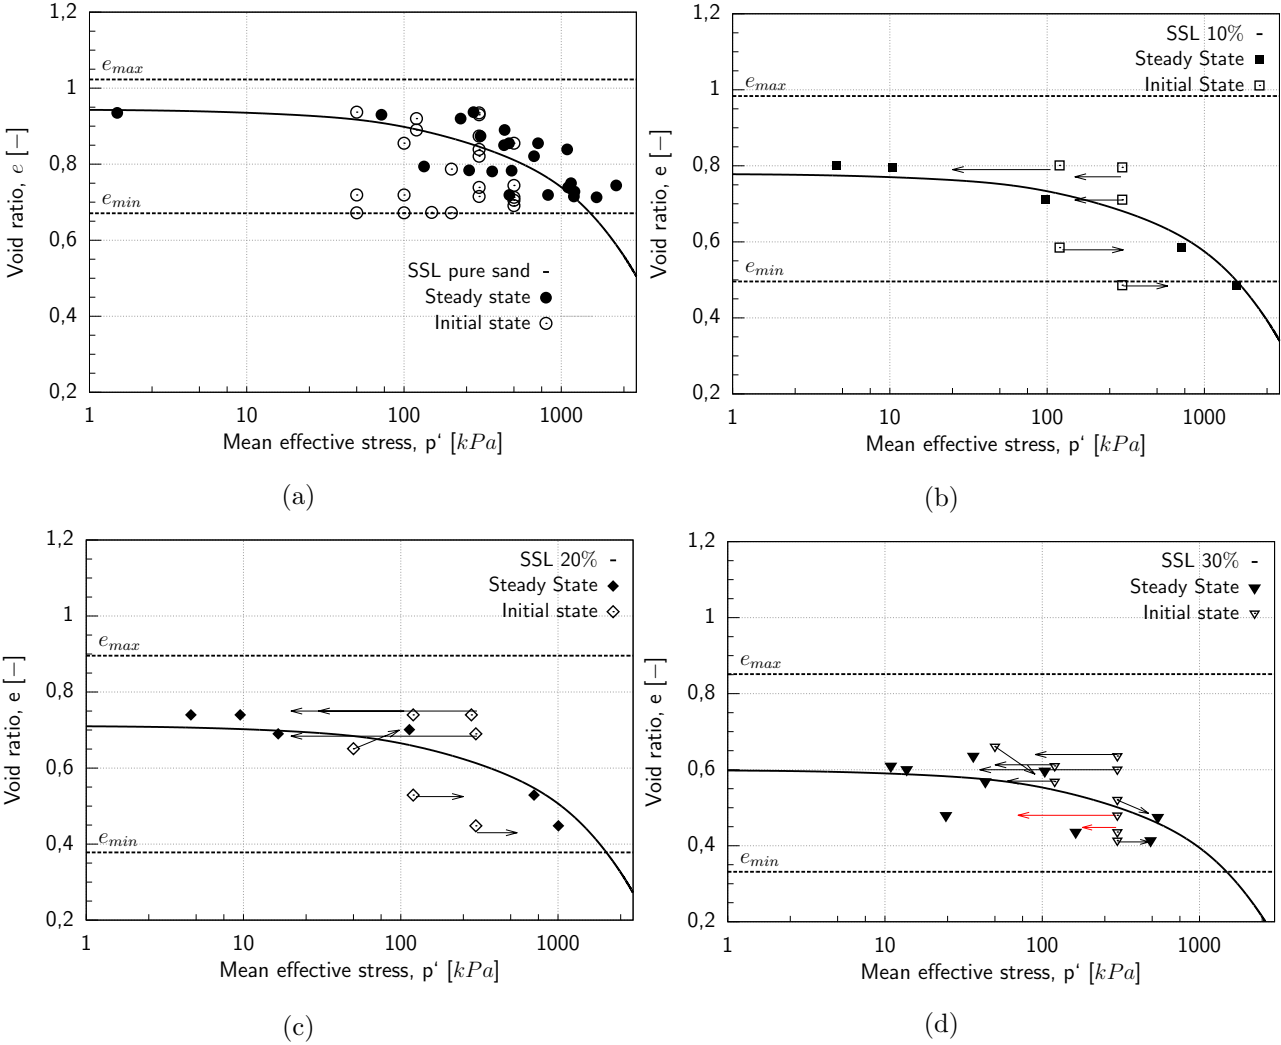 1,2
1
0,8
0,6
0,4
0,2
Void ratio, e [−]
e_max
e_min
SSL pure sand
Steady state
Initial state
1 10 100 1000
Mean effective stress, p‘ [kPa]
(a)
1,2
1
0,8
0,6
0,4
0,2
Void ratio, e [−]
SSL 10%
Steady State
Initial State
e_max
e_min
1 10 100 1000
Mean effective stress, p‘ [kPa]
(b)
1,2
1
0,8
0,6
0,4
0,2
Void ratio, e [−]
SSL 20%
Steady State
Initial state
e_max
e_min
1 10 100 1000
Mean effective stress, p‘ [kPa]
(c)
1,2
1
0,8
0,6
0,4
0,2
Void ratio, e [−]
SSL 30%
Steady State
Initial state
e_max
e_min
1 10 100 1000
Mean effective stress, p‘ [kPa]
(d)